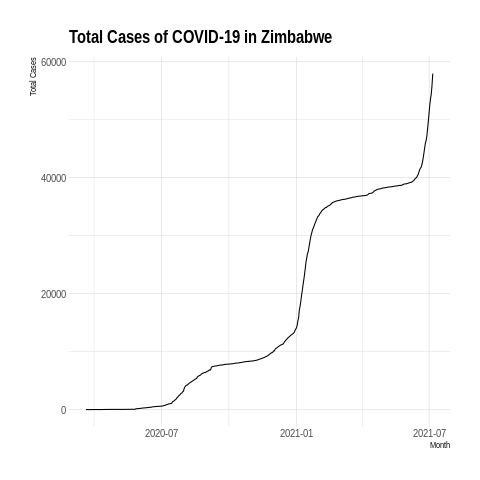 Total Cases of COVID-19 in Zimbabwe
Total Cases
60000
40000
20000
0
2020-07
2021-01
2021-07
Month